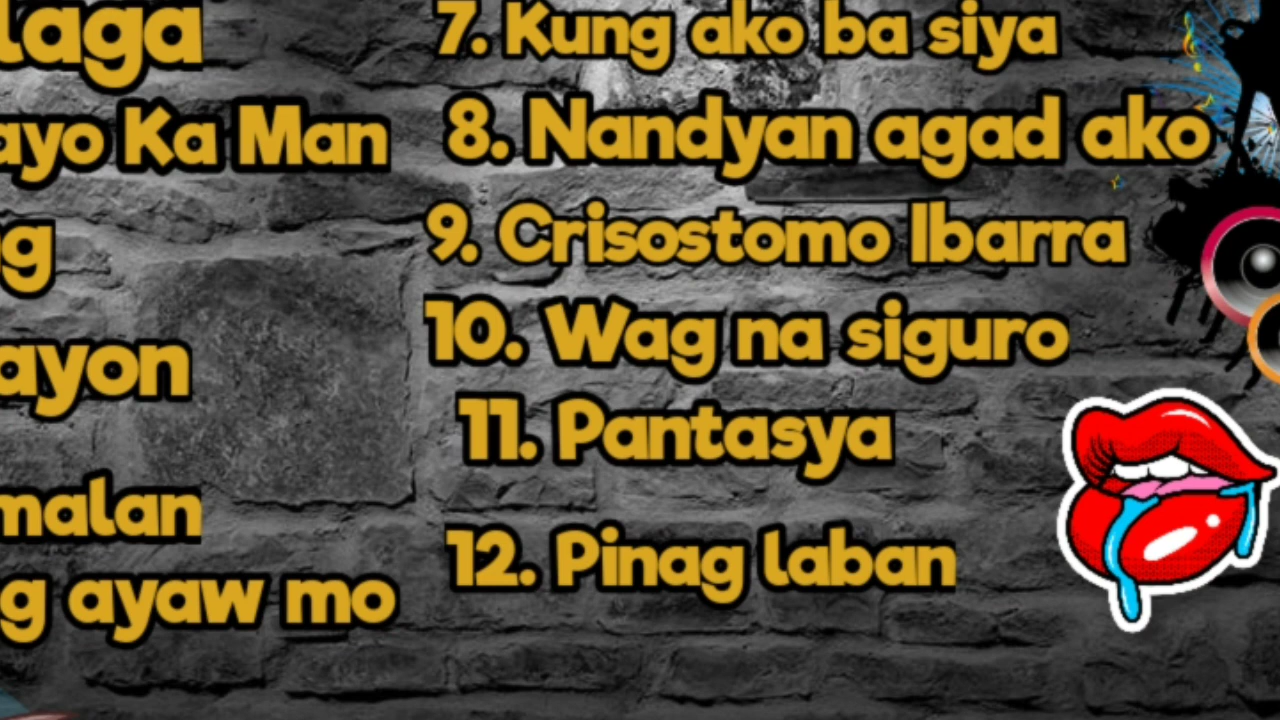 laga
ayo Ka Man
g
ayon
malan
g ayaw mo
7. Kung ako ba siya
8. Nandyan agad ako
9. Crisostomo Ibarra
10. Wag na siguro
11. Pantasya
12. Pinag laban